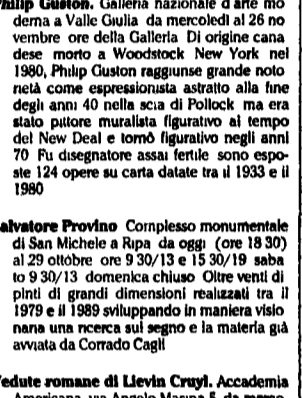 Philip Guston. Galleria nazionale d'arte mo
derna a Valle Giulia da mercoledì al 26 no
vembre ore della Galleria Di origine cana
dese morto a Woodstock New York nel
1980, Philip Guston raggiunse grande noto
rietà come espressionista astratto alla fine
degli anni 40 nella scia di Pollock ma era
stato pittore muralista figurativo al tempo
del New Deal e tornò figurativo negli anni
70 Fu disegnatore assai fertile sono espo-
ste 124 opere su carta datate tra il 1933 e il
1980
alvatore Provino Complesso monumentale
di San Michele a Ripa da oggi (ore 18 30)
al 29 ottobre ore 9 30/13 e 15 30/19 saba
to 9 30/13 domenica chiuso Oltre venti di
pinti di grandi dimensioni realizzati tra il
1979 e il 1989 sviluppando in maniera visio
naria una ricerca sul segno e la materia già
avviata da Corrado Cagli
edute romane di Lievin Cruyl. Accademia
Americana via Angelo Masina 5